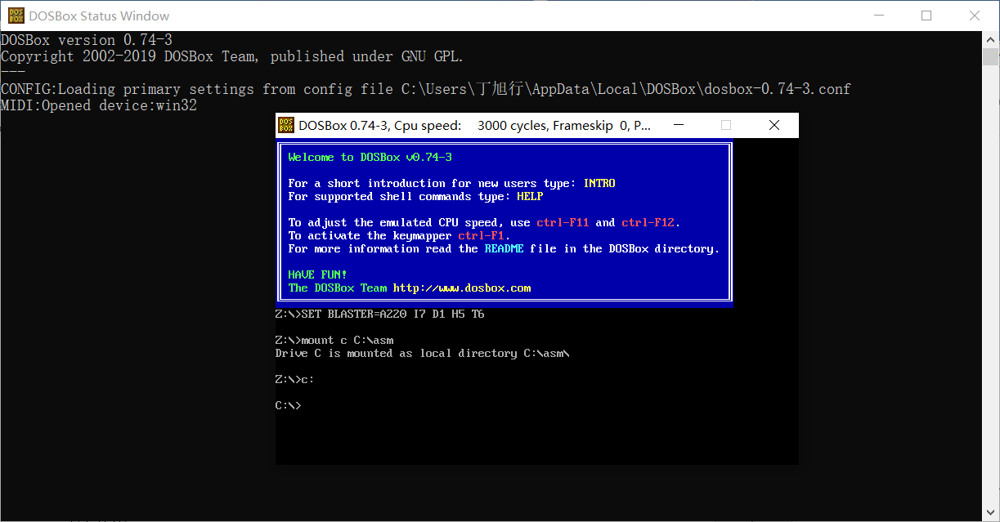 DOSBox Status Window
DOSBox version 0.74-3
Copyright 2002-2019 DOSBox Team, published under GNU GPL.
---
CONFIG:Loading primary settings from config file C:\Users\丁旭行\AppData\Local\DOSBox\dosbox-0.74-3.conf
MIDI:Opened device:win32
DOSBox 0.74-3, Cpu speed: 3000 cycles, Frameskip 0, P...
Welcome to DOSBox v0.74-3
For a short introduction for new users type: INTRO
For supported shell commands type: HELP
To adjust the emulated CPU speed, use ctrl-F11 and ctrl-F12.
To activate the keymapper ctrl-F1.
For more information read the README file in the DOSBox directory.
HAVE FUN!
The DOSBox Team http://www.dosbox.com
Z:\>SET BLASTER=A220 I7 D1 H5 T6
Z:\>mount c C:\asm
Drive C is mounted as local directory C:\asm\
Z:\>c:
C:\>